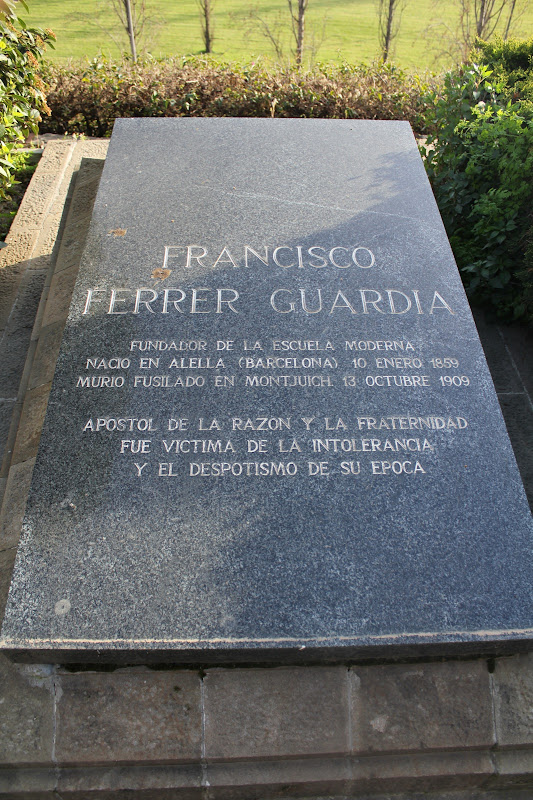 FRANCISCO
FERRER GUARDIA
FUNDADOR DE LA ESCUELA MODERNA
NACIO EN ALELLA (BARCELONA) 10 ENERO 1859
MURIO FUSILADO EN MONTJUICH 13 OCTUBRE 1909
APOSTOL DE LA RAZON Y LA FRATERNIDAD
FUE VICTIMA DE LA INTOLERANCIA
Y EL DESPOTISMO DE SU EPOCA